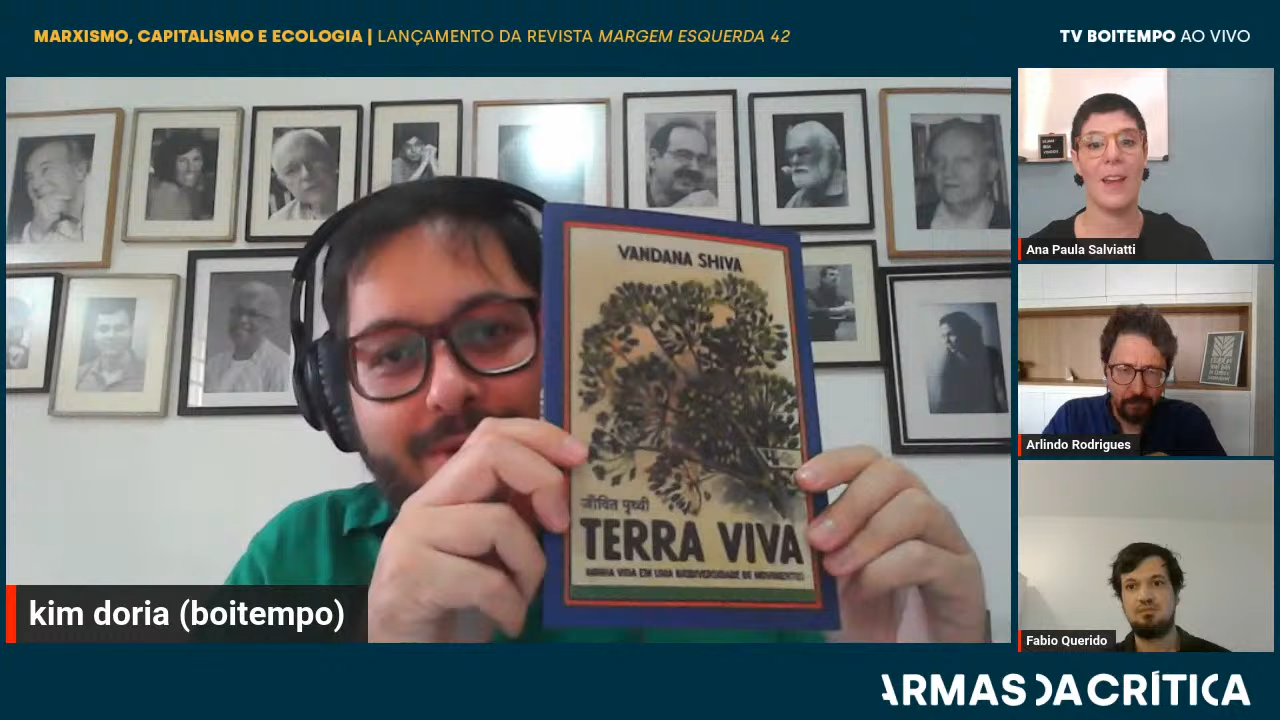 MARXISMO, CAPITALISMO E ECOLOGIA | LANÇAMENTO DA REVISTA MARGEM ESQUERDA 42
TV BOITEMPO AO VIVO
VANDANA SHIVA
जीवित पृथ्वी
TERRA VIVA
MINHA VIDA EM UMA BIODIVERSIDADE DE MOVIMENTOS
kim doria (boitempo)
Ana Paula Salviatti
Arlindo Rodrigues
Fabio Querido
ARMAS DA CRÍTICA